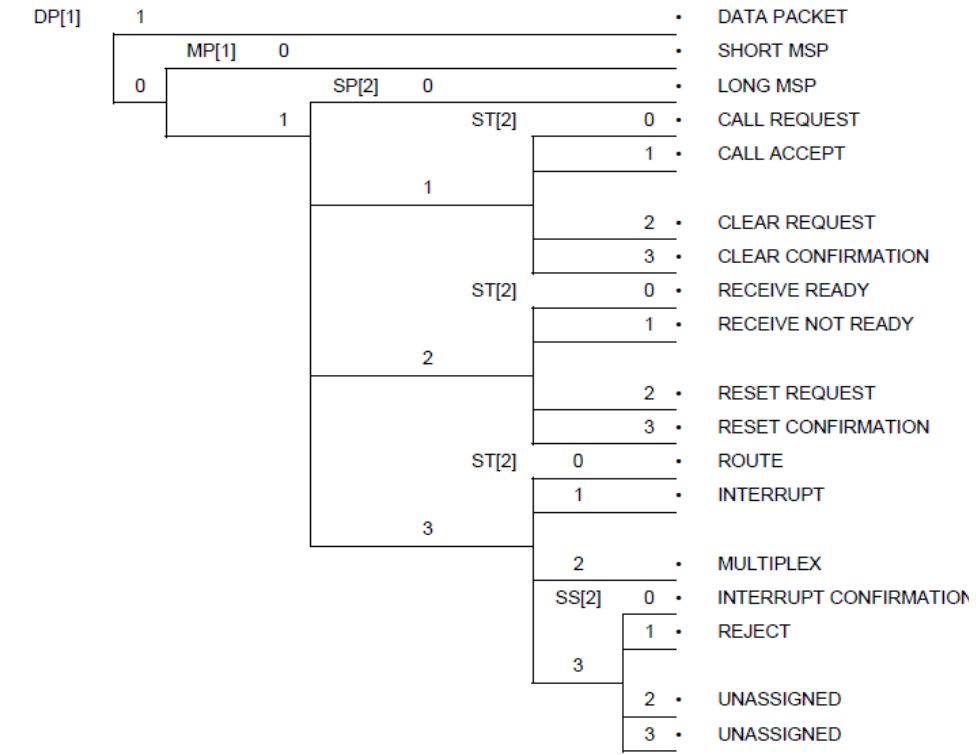 DP[1] 1 • DATA PACKET
MP[1] 0 • SHORT MSP
0 SP[2] 0 • LONG MSP
1 ST[2] 0 • CALL REQUEST
1 • CALL ACCEPT
1
2 • CLEAR REQUEST
3 • CLEAR CONFIRMATION
ST[2] 0 • RECEIVE READY
1 • RECEIVE NOT READY
2
2 • RESET REQUEST
3 • RESET CONFIRMATION
ST[2] 0 • ROUTE
1 • INTERRUPT
3
2 • MULTIPLEX
SS[2] 0 • INTERRUPT CONFIRMATION
1 • REJECT
3
2 • UNASSIGNED
3 • UNASSIGNED